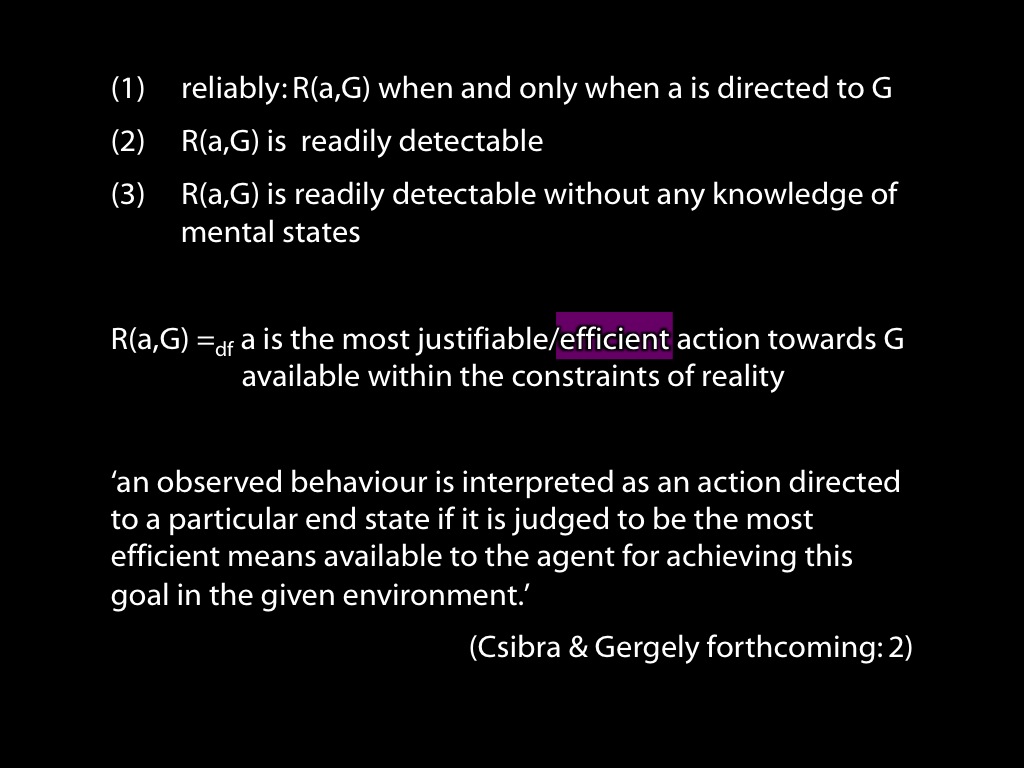 (1) reliably: R(a,G) when and only when a is directed to G
(2) R(a,G) is readily detectable
(3) R(a,G) is readily detectable without any knowledge of
mental states
R(a,G) =df a is the most justifiable/efficient action towards G
available within the constraints of reality
‘an observed behaviour is interpreted as an action directed
to a particular end state if it is judged to be the most
efficient means available to the agent for achieving this
goal in the given environment.’
(Csibra & Gergely forthcoming: 2)